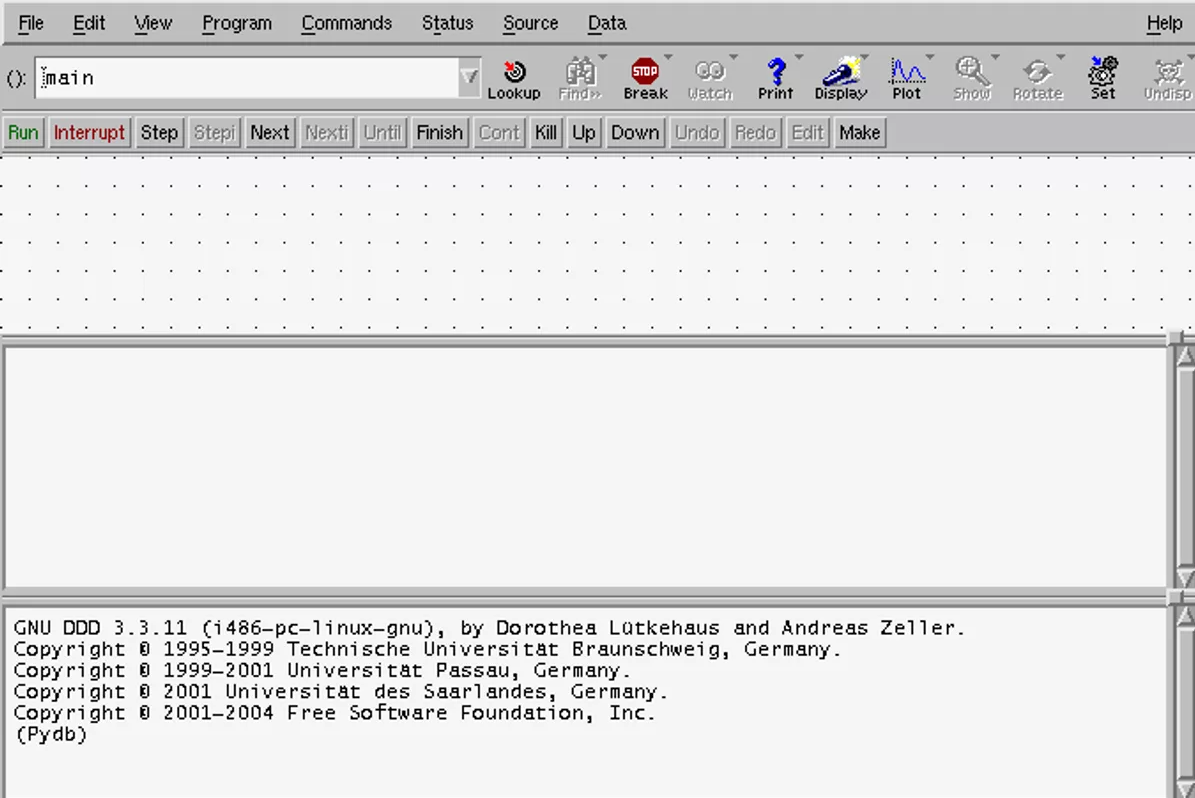 File Edit View Program Commands Status Source Data Help
(): main Lookup Find>> Break Watch Print Display Plot Show Rotate Set Undisp
STOP
Run Interrupt Step Stepi Next Nexti Until Finish Cont Kill Up Down Undo Redo Edit Make
GNU DDD 3.3.11 (i486-pc-linux-gnu), by Dorothea Lütkehaus and Andreas Zeller.
Copyright © 1995-1999 Technische Universität Braunschweig, Germany.
Copyright © 1999-2001 Universität Passau, Germany.
Copyright © 2001 Universität des Saarlandes, Germany.
Copyright © 2001-2004 Free Software Foundation, Inc.
(Pydb)